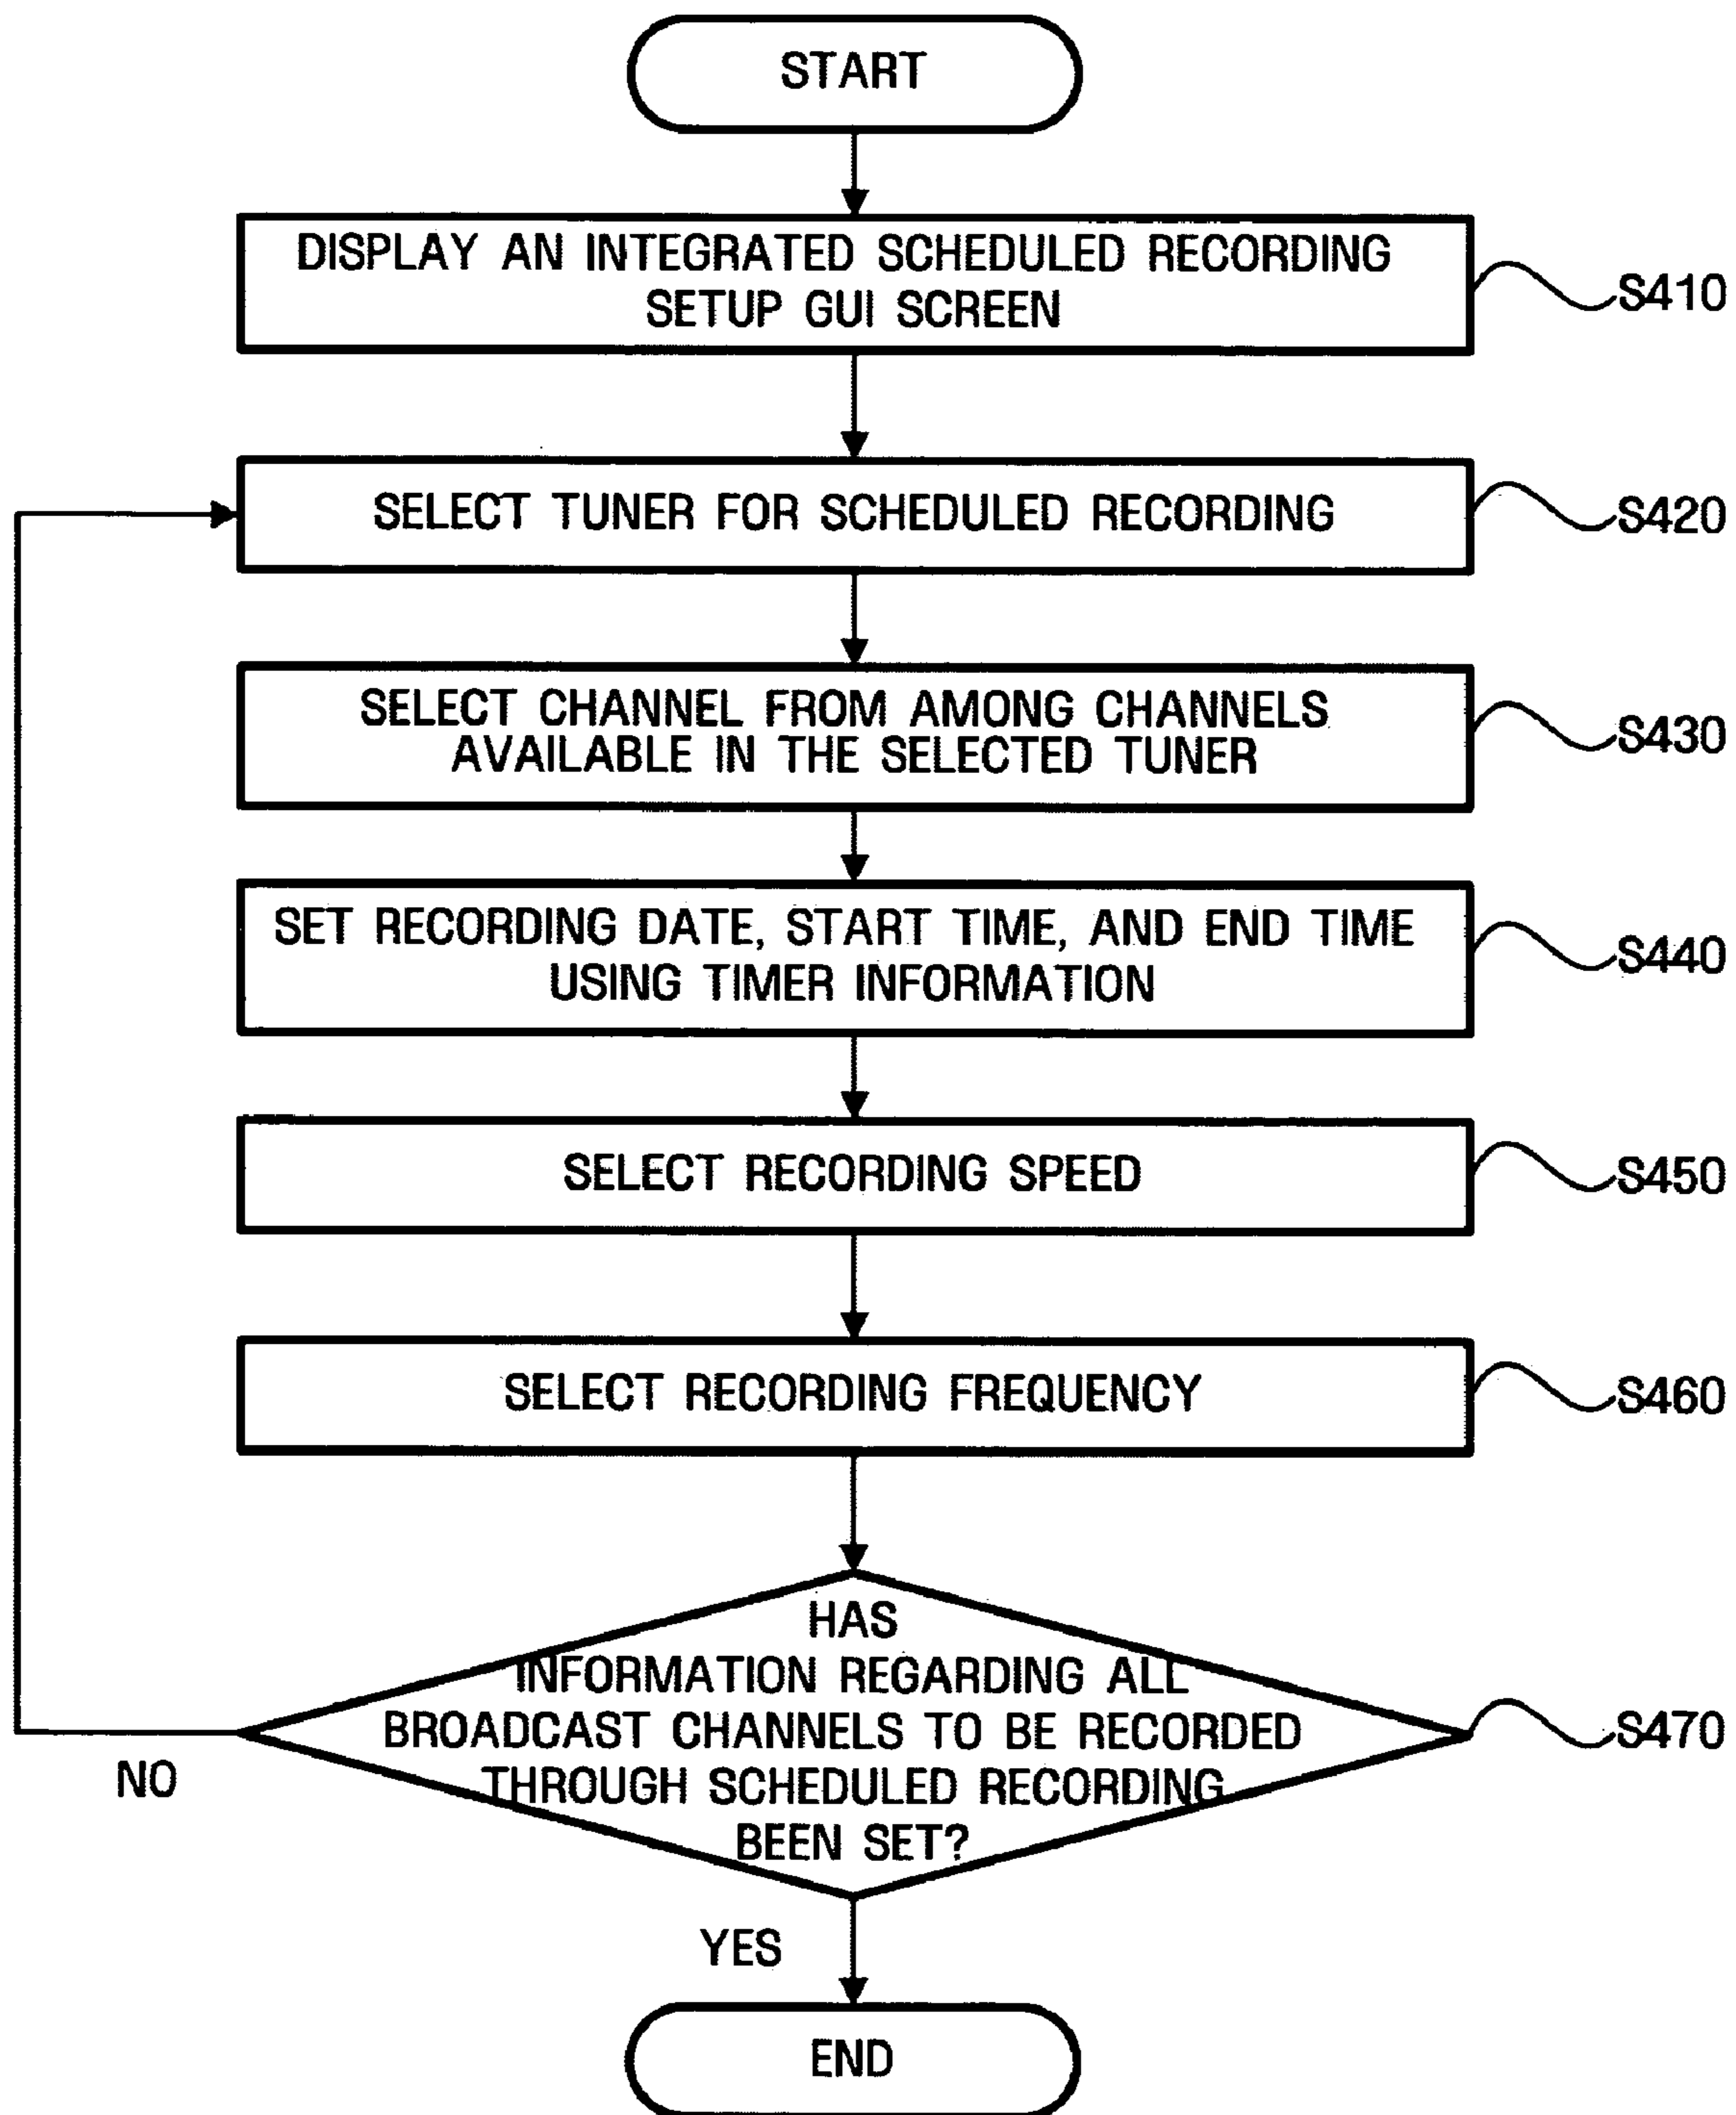 START
DISPLAY AN INTEGRATED SCHEDULED RECORDING
SETUP GUI SCREEN
S410
SELECT TUNER FOR SCHEDULED RECORDING
S420
SELECT CHANNEL FROM AMONG CHANNELS
AVAILABLE IN THE SELECTED TUNER
S430
SET RECORDING DATE, START TIME, AND END TIME
USING TIMER INFORMATION
S440
SELECT RECORDING SPEED
S450
SELECT RECORDING FREQUENCY
S460
HAS
INFORMATION REGARDING ALL
BROADCAST CHANNELS TO BE RECORDED
THROUGH SCHEDULED RECORDING
BEEN SET?
S470
NO
YES
END